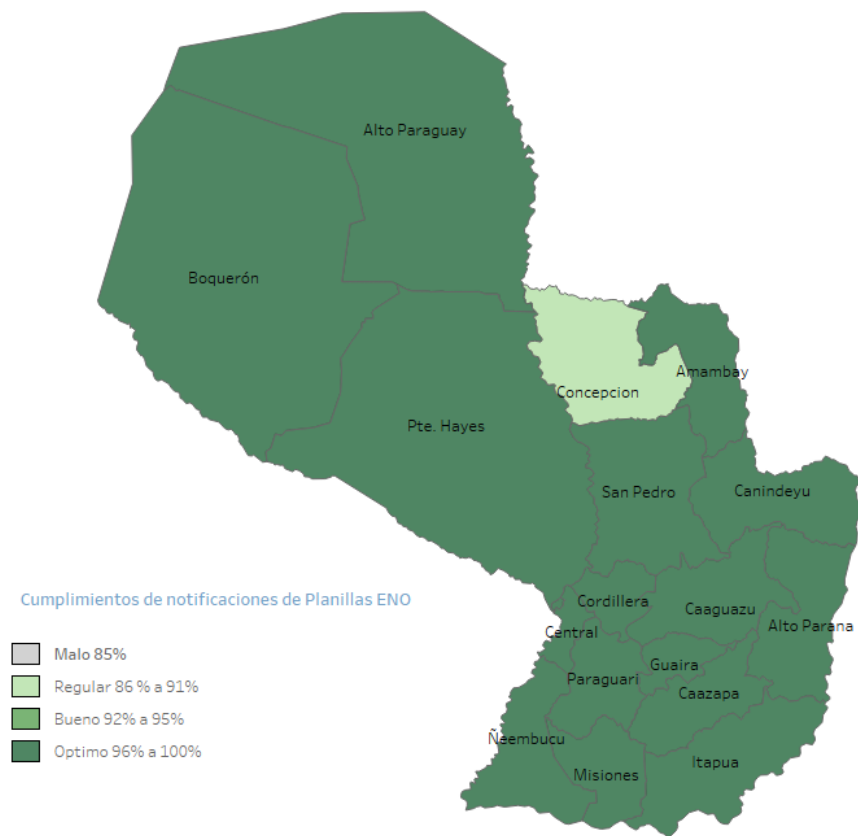 Alto Paraguay
Boquerón
Amambay
Concepcion
Pte. Hayes
San Pedro
Canindeyu
Cumplimientos de notificaciones de Planillas ENO
Cordillera
Caaguazu
Central
Alto Parana
Malo 85%
Guaira
Regular 86 % a 91%
Paraguari
Caazapa
Bueno 92% a 95%
Ñeembucu
Optimo 96% a 100%
Itapua
Misiones